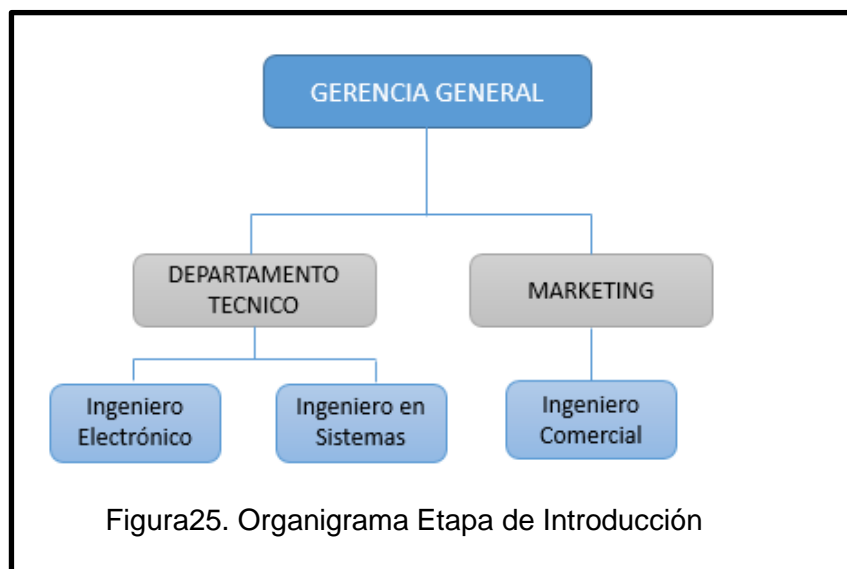 GERENCIA GENERAL
DEPARTAMENTO
TECNICO
MARKETING
Ingeniero
Electrónico
Ingeniero en
Sistemas
Ingeniero
Comercial
Figura25. Organigrama Etapa de Introducción